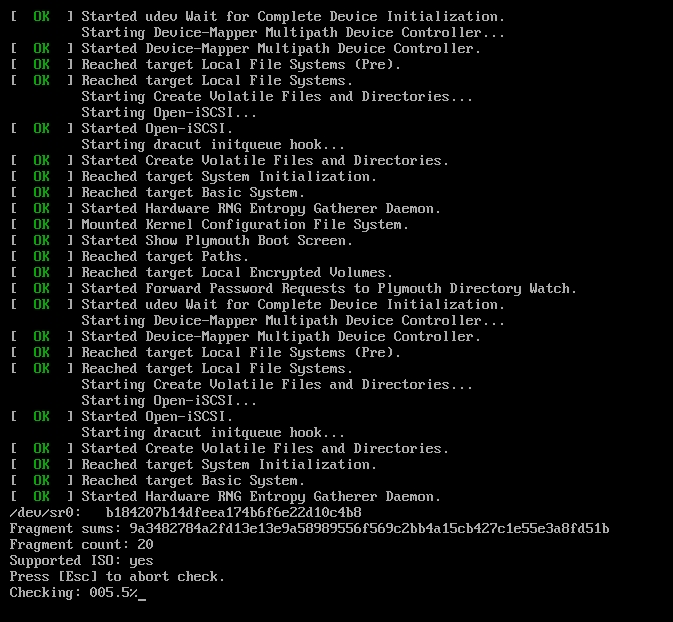 [  OK  ] Started udev Wait for Complete Device Initialization.
         Starting Device-Mapper Multipath Device Controller...
[  OK  ] Started Device-Mapper Multipath Device Controller.
[  OK  ] Reached target Local File Systems (Pre).
[  OK  ] Reached target Local File Systems.
         Starting Create Volatile Files and Directories...
         Starting Open-iSCSI...
[  OK  ] Started Open-iSCSI.
         Starting dracut initqueue hook...
[  OK  ] Started Create Volatile Files and Directories.
[  OK  ] Reached target System Initialization.
[  OK  ] Reached target Basic System.
[  OK  ] Started Hardware RNG Entropy Gatherer Daemon.
[  OK  ] Mounted Kernel Configuration File System.
[  OK  ] Started Show Plymouth Boot Screen.
[  OK  ] Reached target Paths.
[  OK  ] Reached target Local Encrypted Volumes.
[  OK  ] Started Forward Password Requests to Plymouth Directory Watch.
[  OK  ] Started udev Wait for Complete Device Initialization.
         Starting Device-Mapper Multipath Device Controller...
[  OK  ] Started Device-Mapper Multipath Device Controller.
[  OK  ] Reached target Local File Systems (Pre).
[  OK  ] Reached target Local File Systems.
         Starting Create Volatile Files and Directories...
         Starting Open-iSCSI...
[  OK  ] Started Open-iSCSI.
         Starting dracut initqueue hook...
[  OK  ] Started Create Volatile Files and Directories.
[  OK  ] Reached target System Initialization.
[  OK  ] Reached target Basic System.
[  OK  ] Started Hardware RNG Entropy Gatherer Daemon.
/dev/sr0:   b184207b14dfeea174b6f6e22d10c4b8
Fragment sums: 9a3482784a2fd13e13e9a58989556f569c2bb4a15cb427c1e55e3a8fd51b
Fragment count: 20
Supported ISO: yes
Press [Esc] to abort check.
Checking: 005.5%_